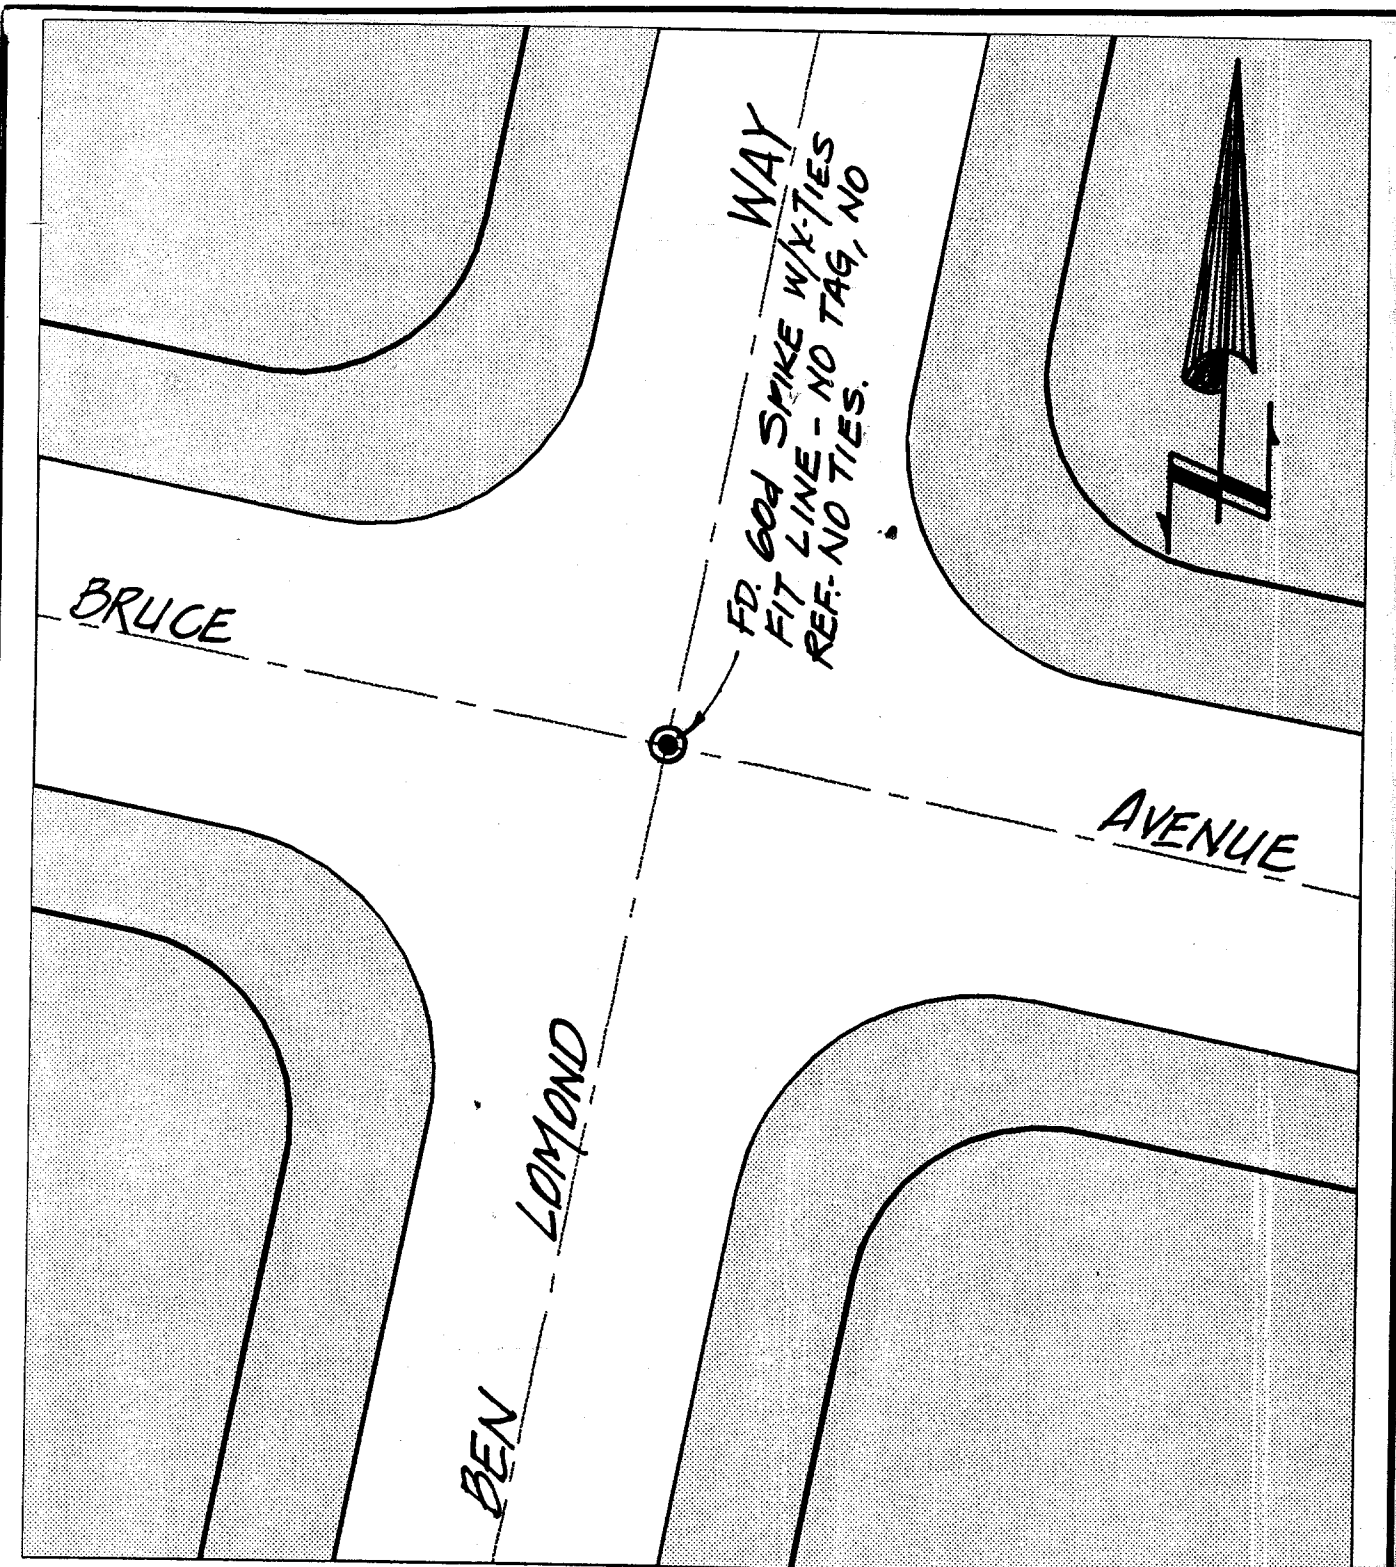 WAY
FD. 60d SPIKE W/X-TIES
FIT LINE - NO TAG, NO
REF. - NO TIES.
BRUCE
AVENUE
BEN LOMOND